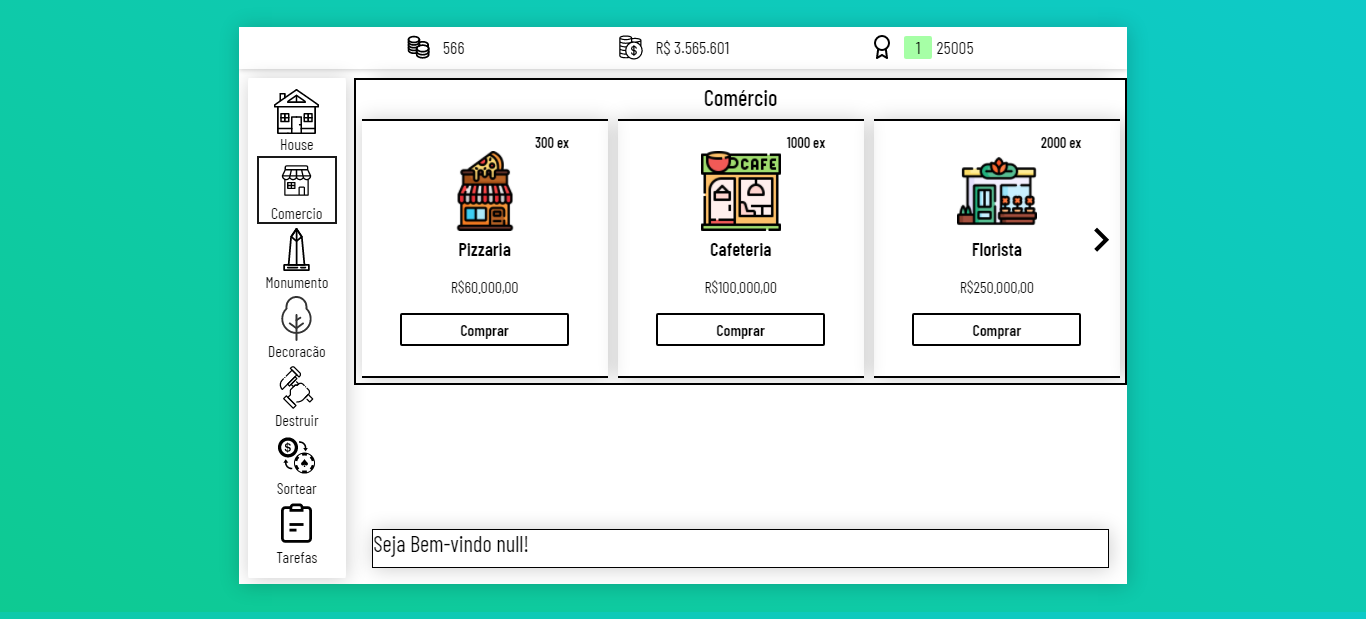 566
R$ 3.565.601
1 25005
House
Comercio
Monumento
Decoracão
Destruir
Sortear
Tarefas
Comércio
300 ex
Pizzaria
R$60.000,00
Comprar
1000 ex
CAFE
Cafeteria
R$100.000,00
Comprar
2000 ex
Florista
R$250.000,00
Comprar
Seja Bem-vindo null!